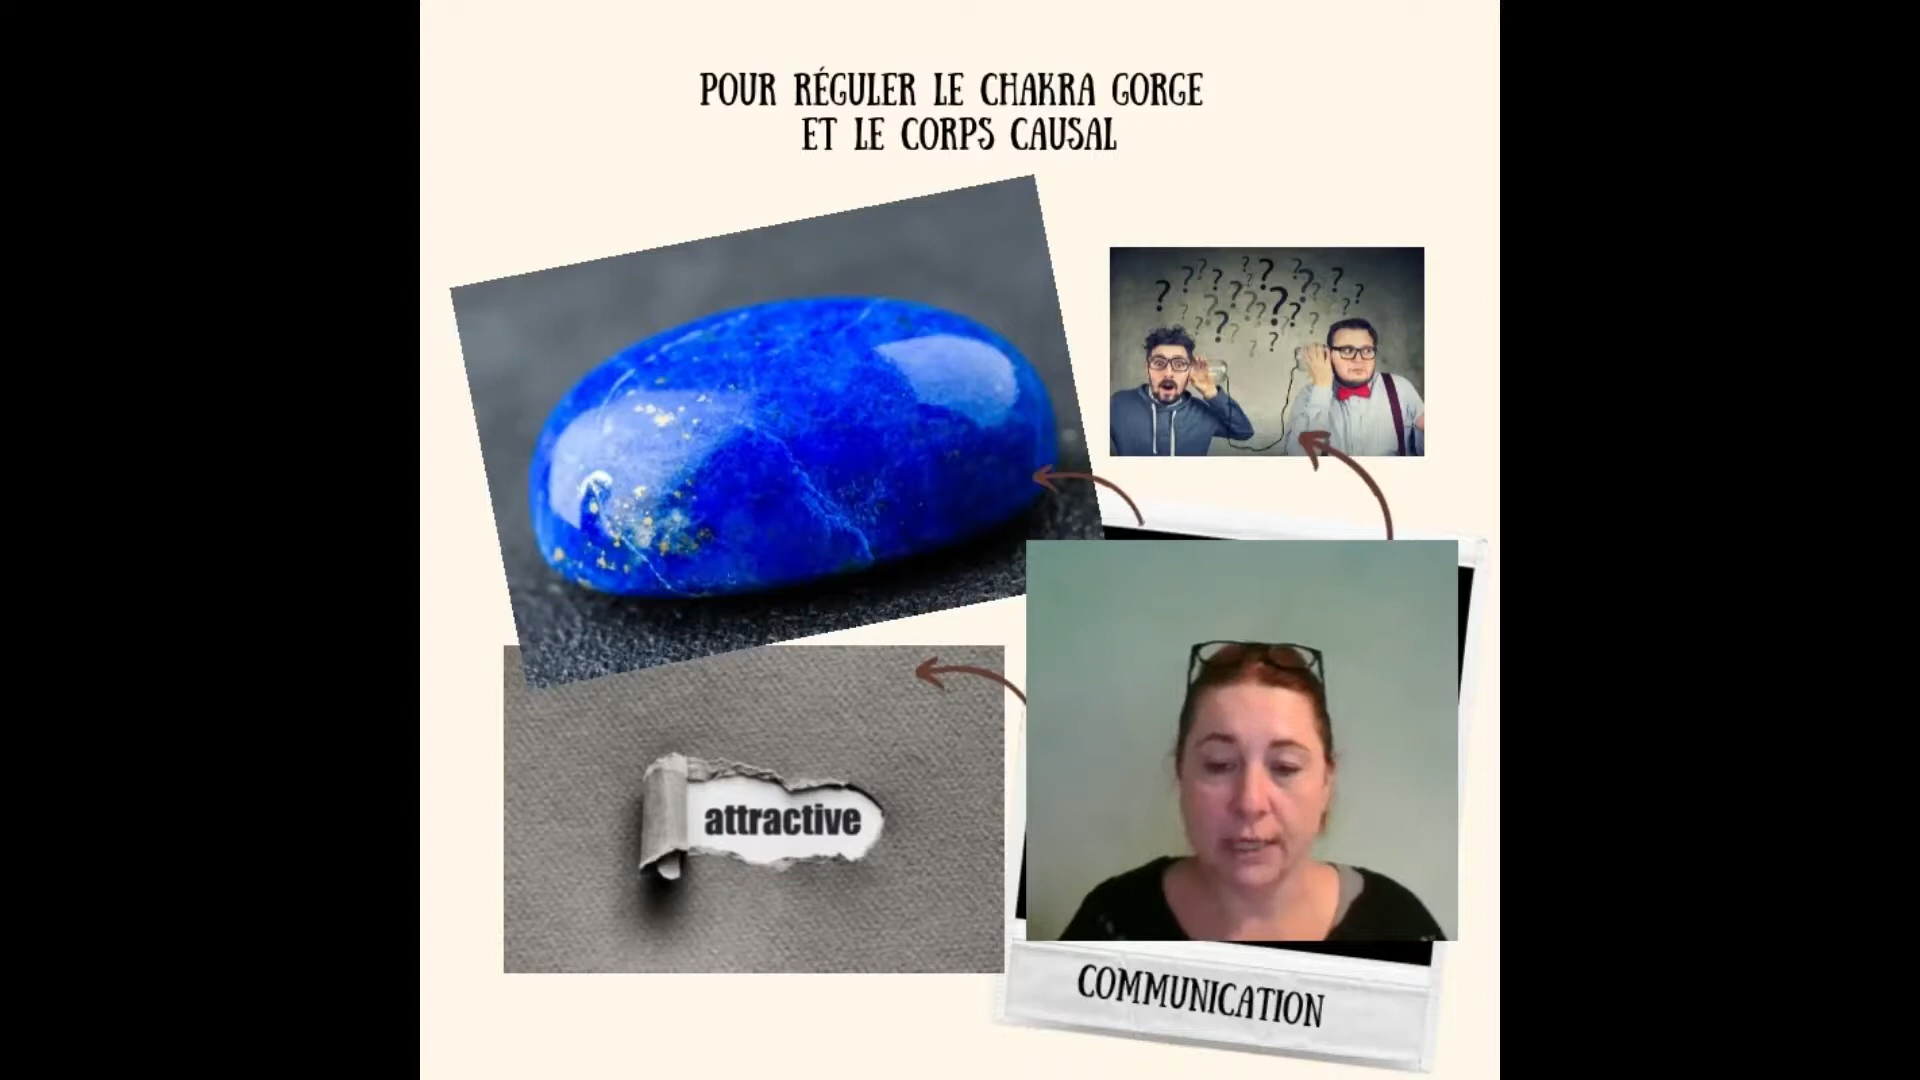 POUR RÉGULER LE CHAKRA GORGE
ET LE CORPS CAUSAL
attractive
COMMUNICATION